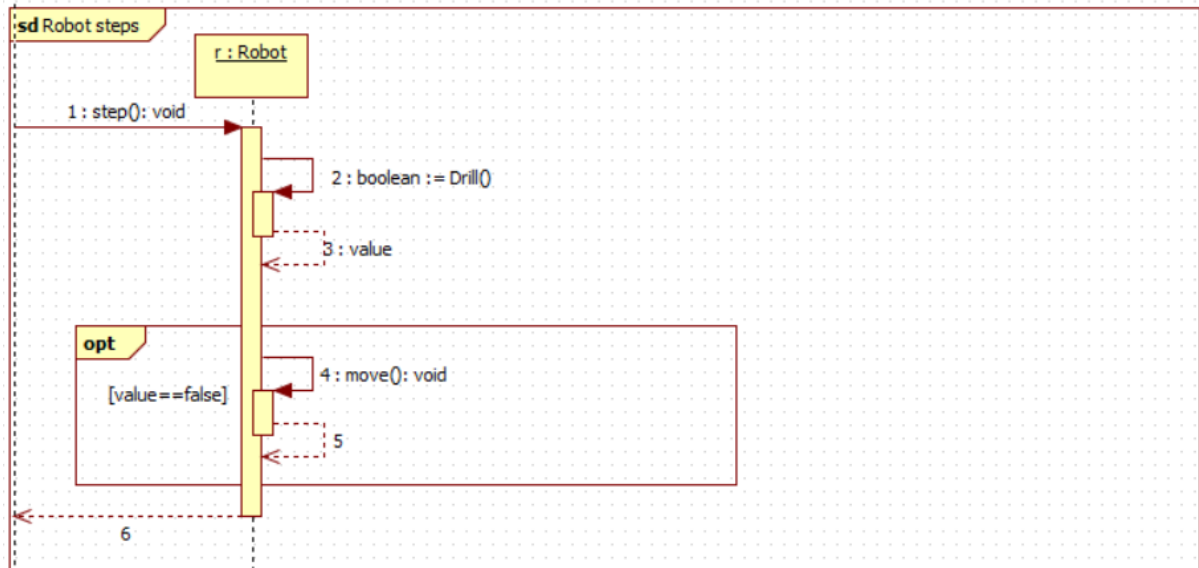 sd Robot steps
r : Robot
1 : step(): void
2 : boolean := Drill()
3 : value
opt
4 : move(): void
[value==false]
5
6